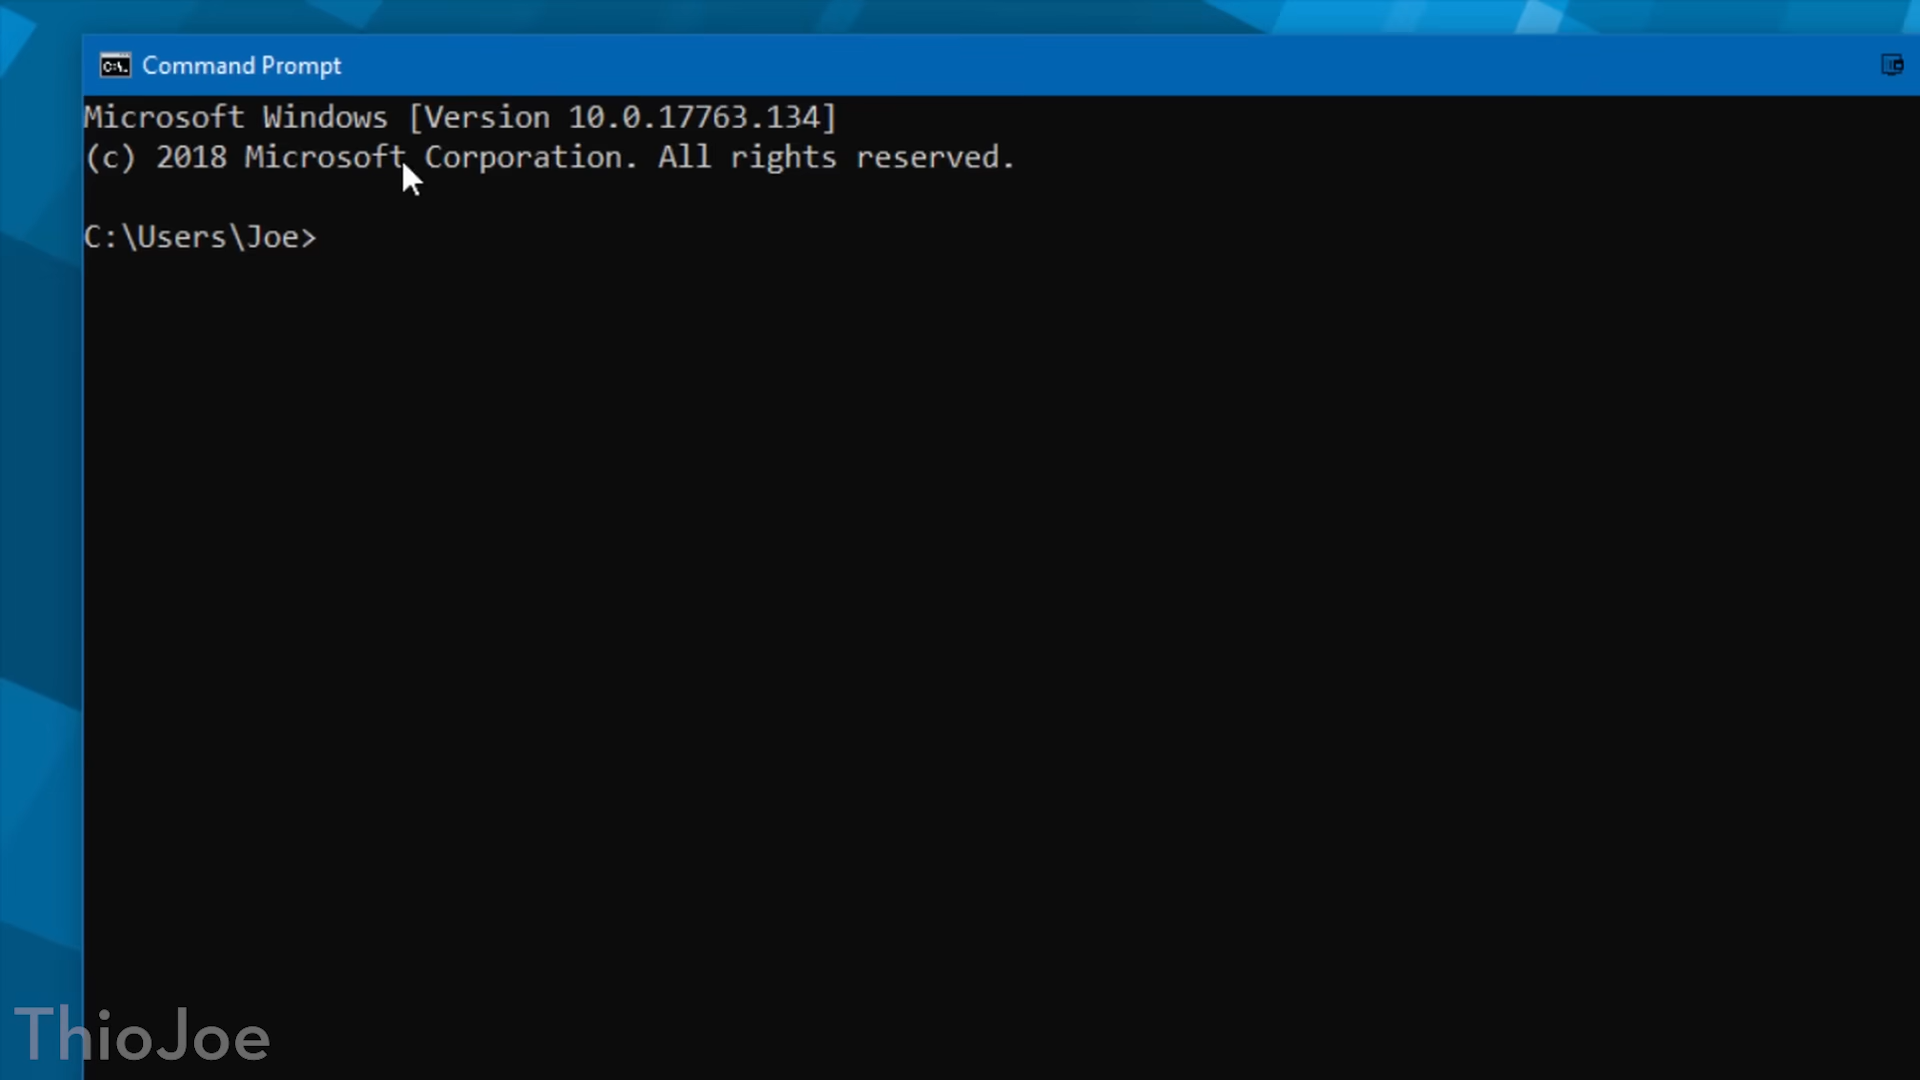 Command Prompt
Microsoft Windows [Version 10.0.17763.134]
(c) 2018 Microsoft Corporation. All rights reserved.
C:\Users\Joe>
ThioJoe